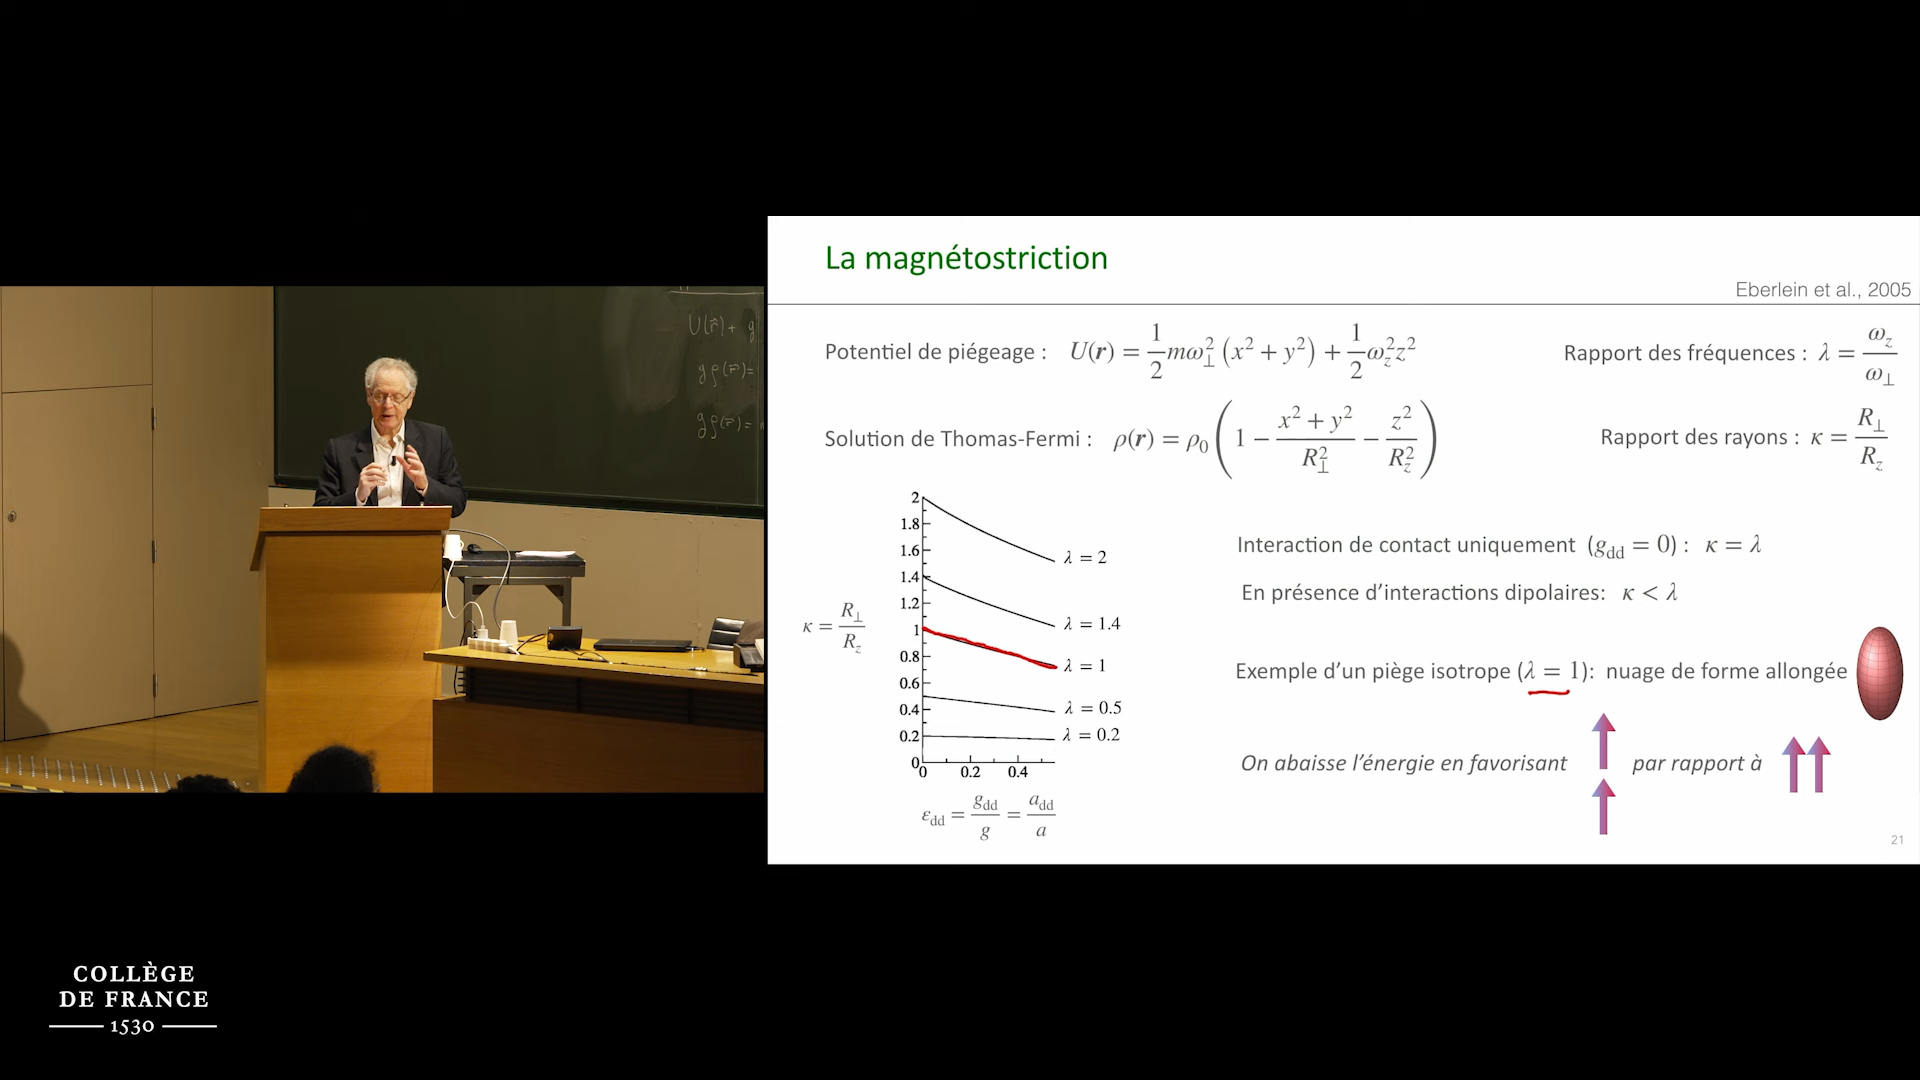 U(r⃗) + g
gρ(r⃗) =
gρ(r⃗) =
La magnétostriction
Eberlein et al., 2005
Potentiel de piégeage : U(r) = 1/2 mω⊥² (x² + y²) + 1/2 ω_z² z²
Rapport des fréquences : λ = ω_z/ω⊥
Solution de Thomas-Fermi : ρ(r) = ρ₀ (1 − (x² + y²)/R⊥² − z²/R_z²)
Rapport des rayons : κ = R⊥/R_z
2
1.8
1.6
1.4
1.2
1
0.8
0.6
0.4
0.2
0
κ = R⊥/R_z
λ = 2
λ = 1.4
λ = 1
λ = 0.5
λ = 0.2
0 0.2 0.4
ε_dd = g_dd/g = a_dd/a
Interaction de contact uniquement (g_dd = 0) : κ = λ
En présence d’interactions dipolaires: κ < λ
Exemple d’un piège isotrope (λ = 1): nuage de forme allongée
On abaisse l’énergie en favorisant par rapport à
21
COLLÈGE
DE FRANCE
1530